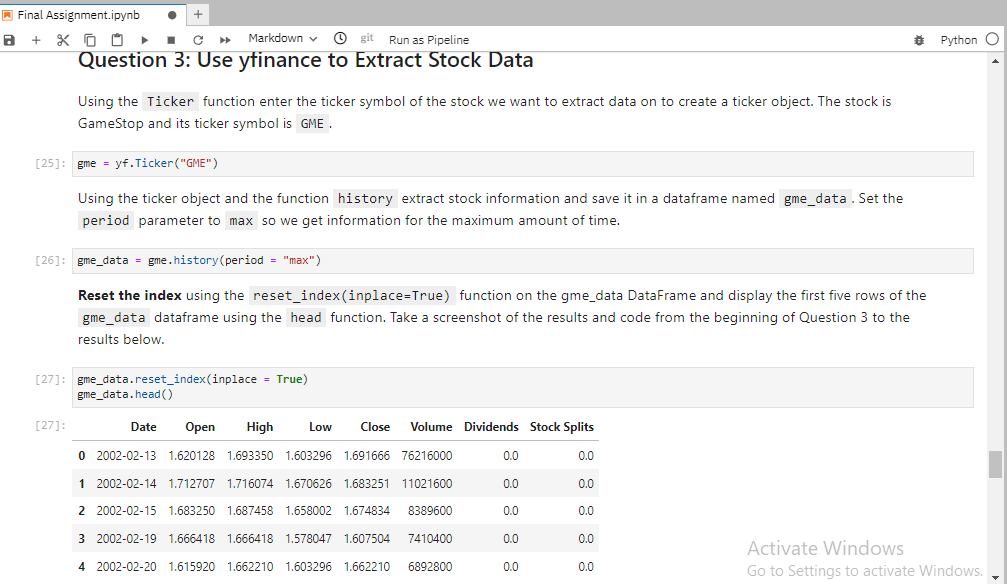 Final Assignment.ipynb
Markdown git Run as Pipeline Python
Question 3: Use yfinance to Extract Stock Data
Using the Ticker function enter the ticker symbol of the stock we want to extract data on to create a ticker object. The stock is
GameStop and its ticker symbol is GME .
[25]: gme = yf.Ticker("GME")
Using the ticker object and the function history extract stock information and save it in a dataframe named gme_data . Set the
period parameter to max so we get information for the maximum amount of time.
[26]: gme_data = gme.history(period = "max")
Reset the index using the reset_index(inplace=True) function on the gme_data DataFrame and display the first five rows of the
gme_data dataframe using the head function. Take a screenshot of the results and code from the beginning of Question 3 to the
results below.
[27]: gme_data.reset_index(inplace = True)
gme_data.head()
[27]: Date Open High Low Close Volume Dividends Stock Splits
0 2002-02-13 1.620128 1.693350 1.603296 1.691666 76216000 0.0 0.0
1 2002-02-14 1.712707 1.716074 1.670626 1.683251 11021600 0.0 0.0
2 2002-02-15 1.683250 1.687458 1.658002 1.674834 8389600 0.0 0.0
3 2002-02-19 1.666418 1.666418 1.578047 1.607504 7410400 0.0 0.0
4 2002-02-20 1.615920 1.662210 1.603296 1.662210 6892800 0.0 0.0
Activate Windows
Go to Settings to activate Windows.